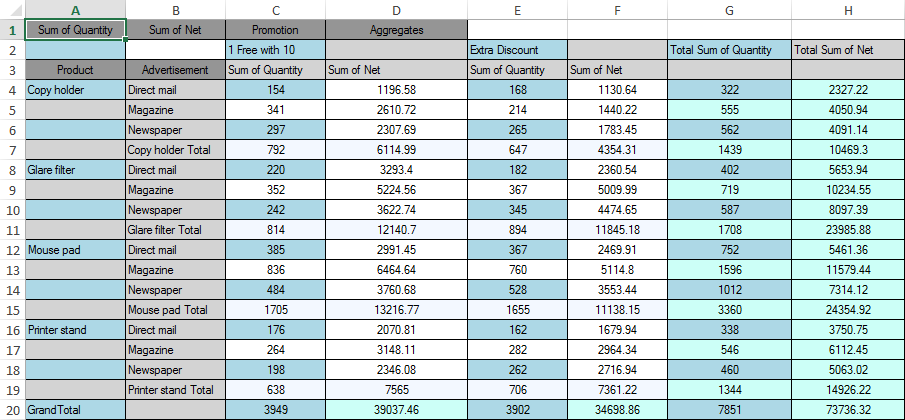 A B C D E F G H
1 Sum of Quantity Sum of Net Promotion Aggregates
2 1 Free with 10 Extra Discount Total Sum of Quantity Total Sum of Net
3 Product Advertisement Sum of Quantity Sum of Net Sum of Quantity Sum of Net
4 Copy holder Direct mail 154 1196.58 168 1130.64 322 2327.22
5 Magazine 341 2610.72 214 1440.22 555 4050.94
6 Newspaper 297 2307.69 265 1783.45 562 4091.14
7 Copy holder Total 792 6114.99 647 4354.31 1439 10469.3
8 Glare filter Direct mail 220 3293.4 182 2360.54 402 5653.94
9 Magazine 352 5224.56 367 5009.99 719 10234.55
10 Newspaper 242 3622.74 345 4474.65 587 8097.39
11 Glare filter Total 814 12140.7 894 11845.18 1708 23985.88
12 Mouse pad Direct mail 385 2991.45 367 2469.91 752 5461.36
13 Magazine 836 6464.64 760 5114.8 1596 11579.44
14 Newspaper 484 3760.68 528 3553.44 1012 7314.12
15 Mouse pad Total 1705 13216.77 1655 11138.15 3360 24354.92
16 Printer stand Direct mail 176 2070.81 162 1679.94 338 3750.75
17 Magazine 264 3148.11 282 2964.34 546 6112.45
18 Newspaper 198 2346.08 262 2716.94 460 5063.02
19 Printer stand Total 638 7565 706 7361.22 1344 14926.22
20 GrandTotal 3949 39037.46 3902 34698.86 7851 73736.32